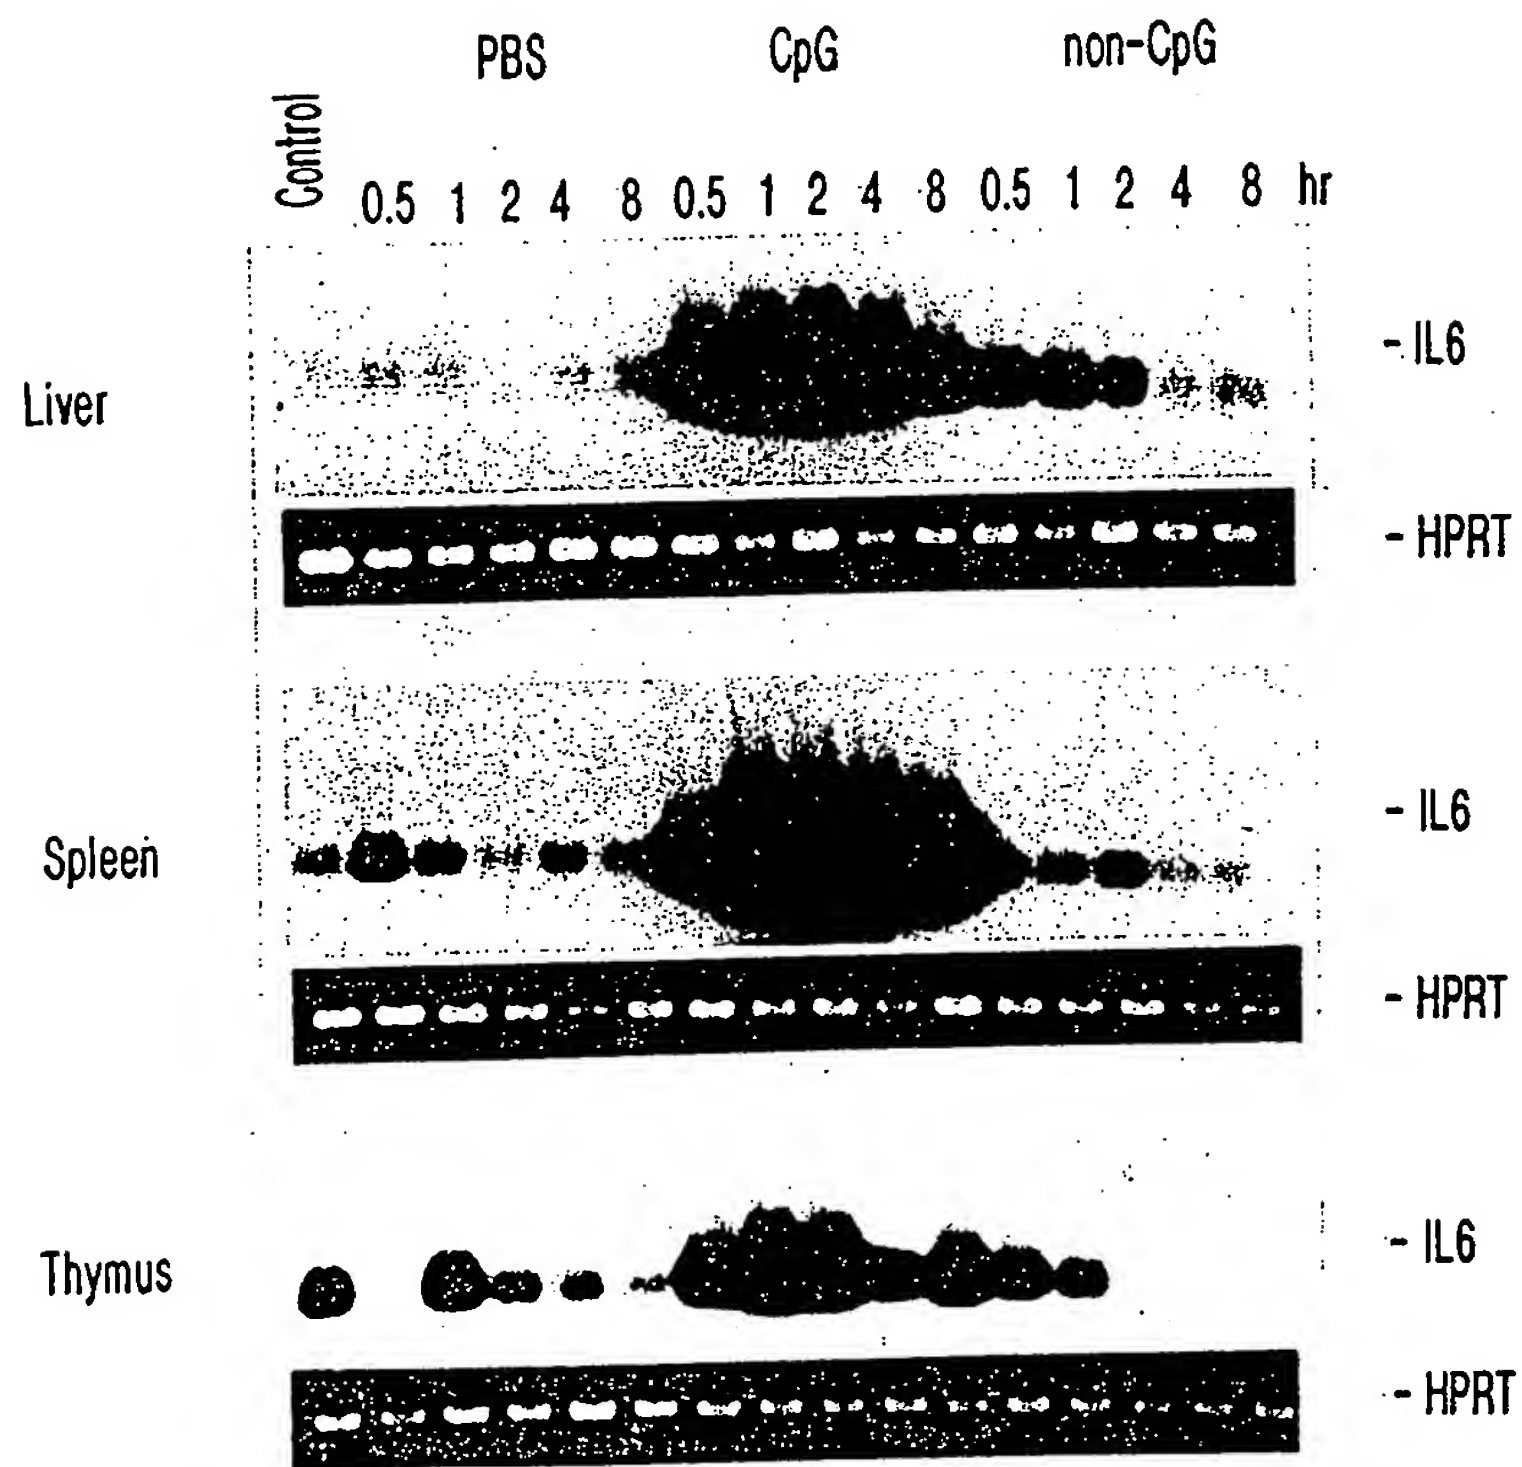 PBS CpG non-CpG
Control
0.5 1 2 4 8 0.5 1 2 4 8 0.5 1 2 4 8 hr
- IL6
Liver
- HPRT
- IL6
Spleen
- HPRT
- IL6
Thymus
- HPRT